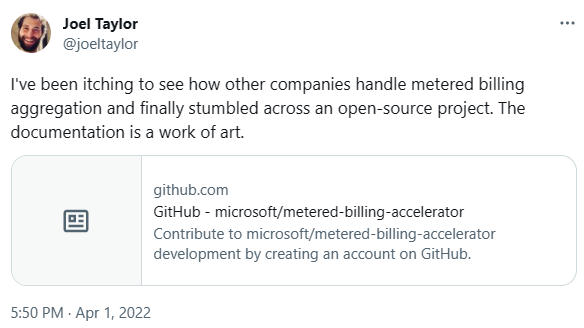 Joel Taylor
@joeltaylor
I've been itching to see how other companies handle metered billing
aggregation and finally stumbled across an open-source project. The
documentation is a work of art.
github.com
GitHub - microsoft/metered-billing-accelerator
Contribute to microsoft/metered-billing-accelerator
development by creating an account on GitHub.
5:50 PM · Apr 1, 2022